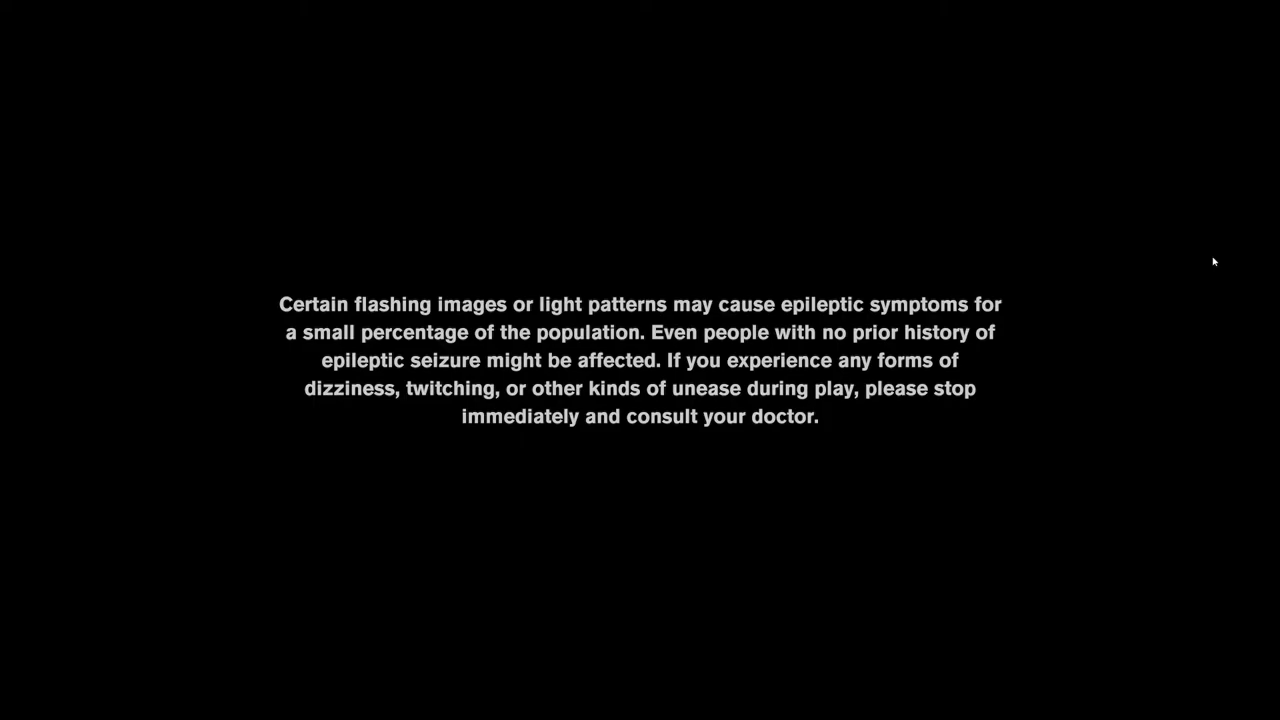 Certain flashing images or light patterns may cause epileptic symptoms for
a small percentage of the population. Even people with no prior history of
epileptic seizure might be affected. If you experience any forms of
dizziness, twitching, or other kinds of unease during play, please stop
immediately and consult your doctor.